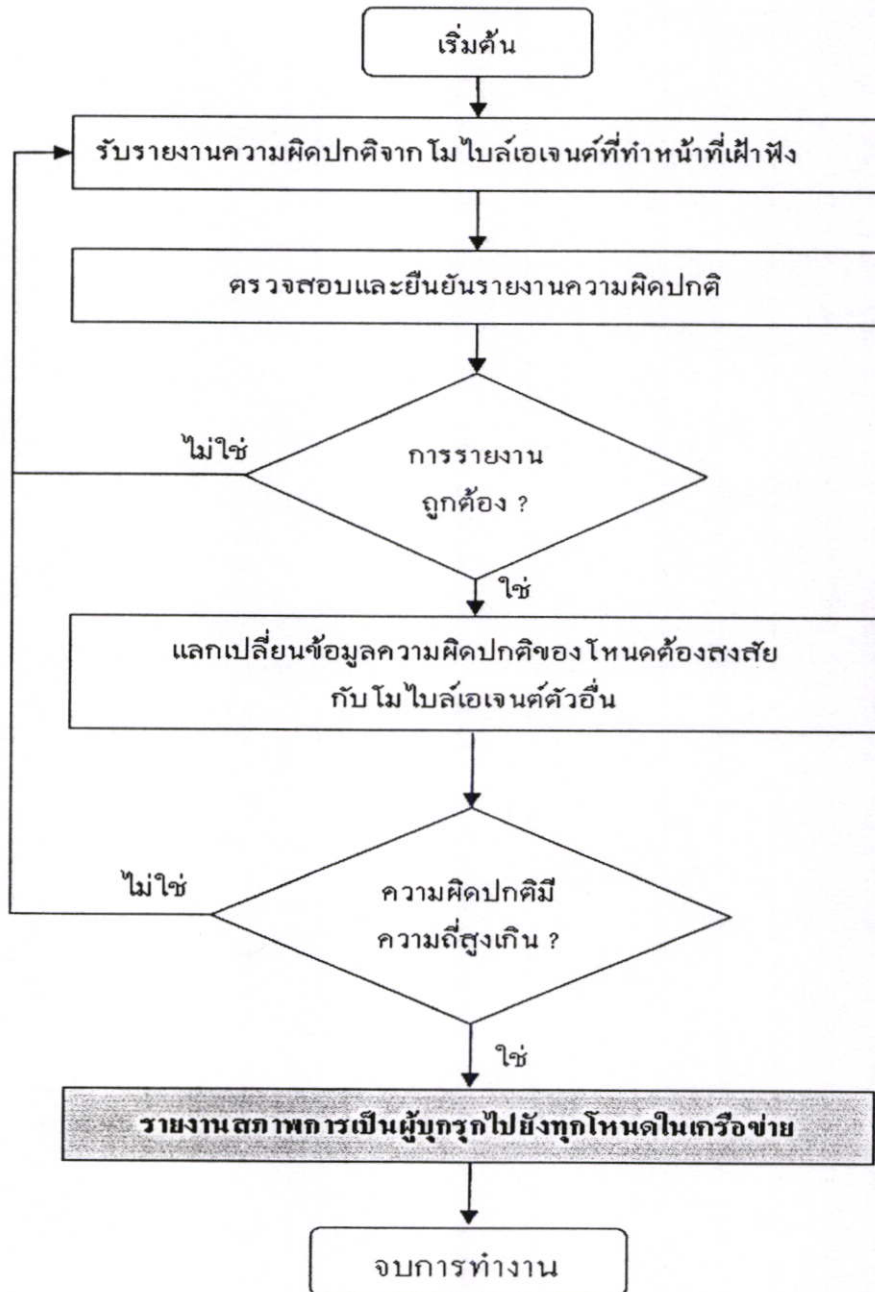 เริ่มต้น
รับรายงานความผิดปกติจากโมไบล์เอเจนต์ที่ทำหน้าที่เฝ้าฟัง
ตรวจสอบและยืนยันรายงานความผิดปกติ
ไม่ใช่
การรายงาน
ถูกต้อง ?
ใช่
แลกเปลี่ยนข้อมูลความผิดปกติของโหนดต้องสงสัย
กับโมไบล์เอเจนต์ตัวอื่น
ไม่ใช่
ความผิดปกติมี
ความถี่สูงเกิน ?
ใช่
รายงานสภาพการเป็นผู้บุกรุกไปยังทุกโหนดในเครือข่าย
จบการทำงาน